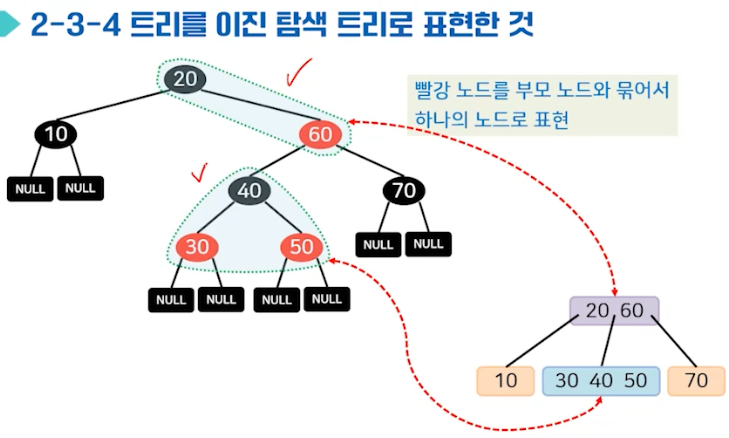 2-3-4 트리를 이진 탐색 트리로 표현한 것
20
빨강 노드를 부모 노드와 묶어서
하나의 노드로 표현
10
60
NULL NULL
40
70
30
50
NULL NULL
NULL NULL NULL NULL
20 60
10
30 40 50
70